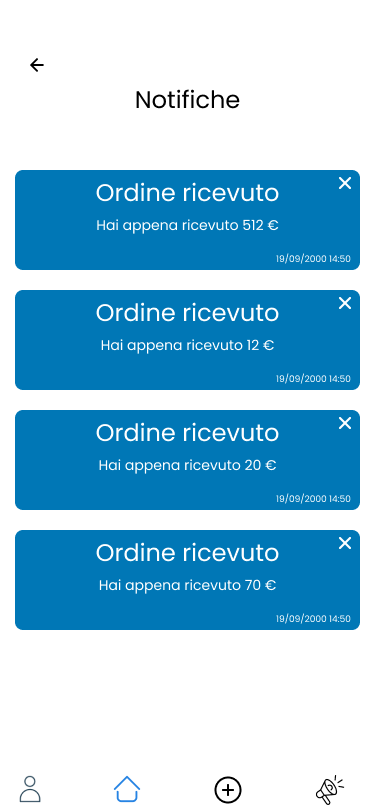 Notifiche
Ordine ricevuto
Hai appena ricevuto 512 €
19/09/2000 14:50
Ordine ricevuto
Hai appena ricevuto 12 €
19/09/2000 14:50
Ordine ricevuto
Hai appena ricevuto 20 €
19/09/2000 14:50
Ordine ricevuto
Hai appena ricevuto 70 €
19/09/2000 14:50